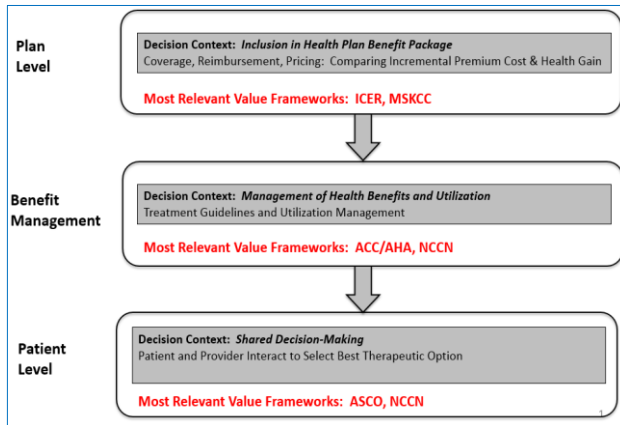 Plan
Level
Decision Context: Inclusion in Health Plan Benefit Package
Coverage, Reimbursement, Pricing: Comparing Incremental Premium Cost & Health Gain
Most Relevant Value Frameworks: ICER, MSKCC
Benefit
Management
Decision Context: Management of Health Benefits and Utilization
Treatment Guidelines and Utilization Management
Most Relevant Value Frameworks: ACC/AHA, NCCN
Patient
Level
Decision Context: Shared Decision-Making
Patient and Provider Interact to Select Best Therapeutic Option
Most Relevant Value Frameworks: ASCO, NCCN
1